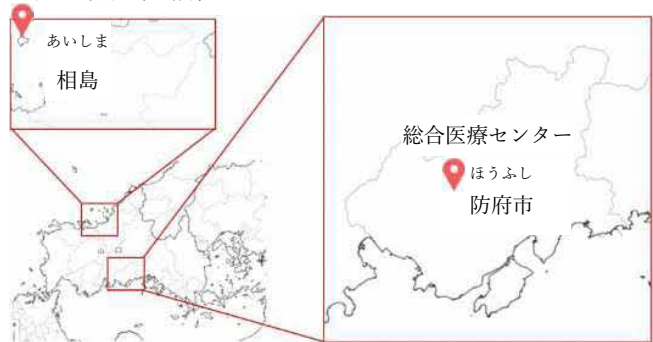 あいしま
相島
総合医療センター
ほうふし
防府市